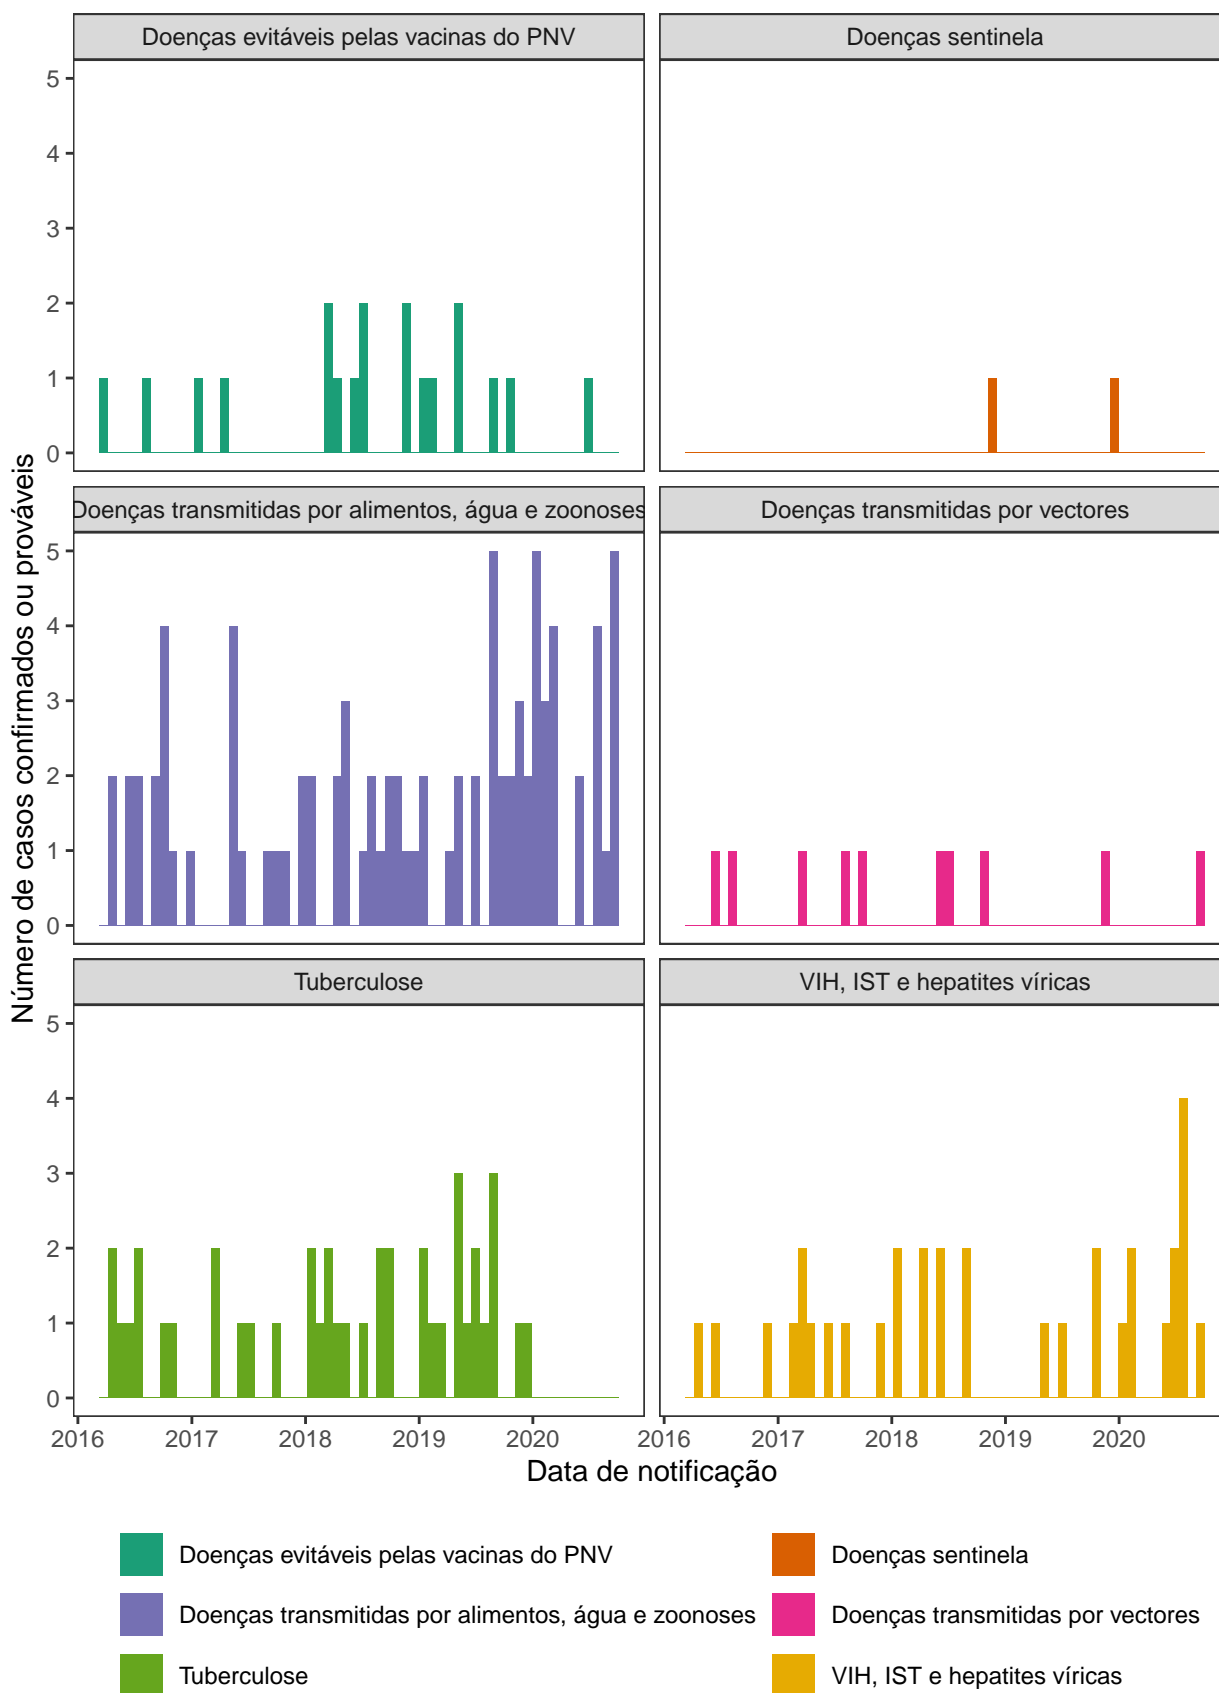 Doenças evitáveis pelas vacinas do PNV
Doenças sentinela
5
4
3
2
1
0
Doenças transmitidas por alimentos, água e zoonoses
Doenças transmitidas por vectores
5
4
3
2
1
0
Número de casos confirmados ou prováveis
Tuberculose
VIH, IST e hepatites víricas
5
4
3
2
1
0
2016 2017 2018 2019 2020
2016 2017 2018 2019 2020
Data de notificação
Doenças evitáveis pelas vacinas do PNV
Doenças sentinela
Doenças transmitidas por alimentos, água e zoonoses
Doenças transmitidas por vectores
Tuberculose
VIH, IST e hepatites víricas